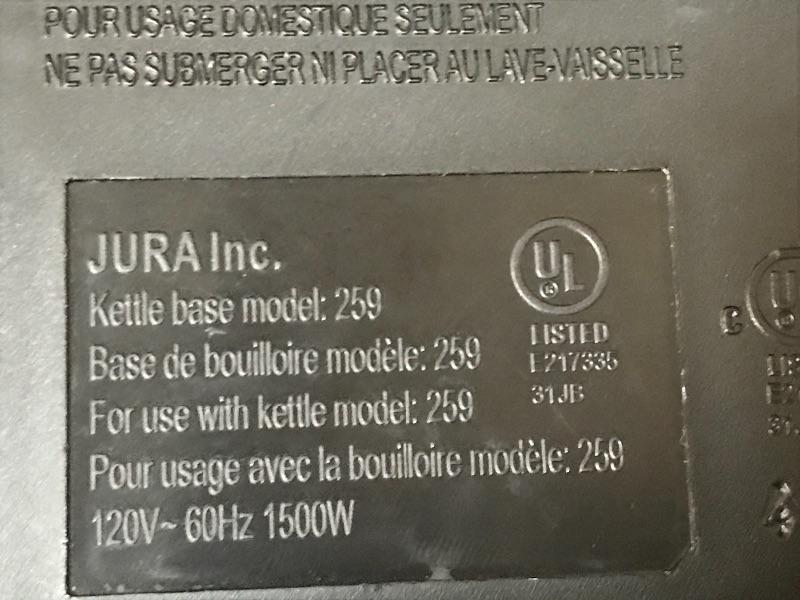 POUR USAGE DOMESTIQUE SEULEMENT
NE PAS SUBMERGER NI PLACER AU LAVE-VAISSELLE
JURA Inc.
Kettle base model: 259
Base de bouilloire modèle: 259
For use with kettle model: 259
Pour usage avec la bouilloire modèle: 259
120V~ 60Hz 1500W
UL
®
LISTED
E217335
31JB
C